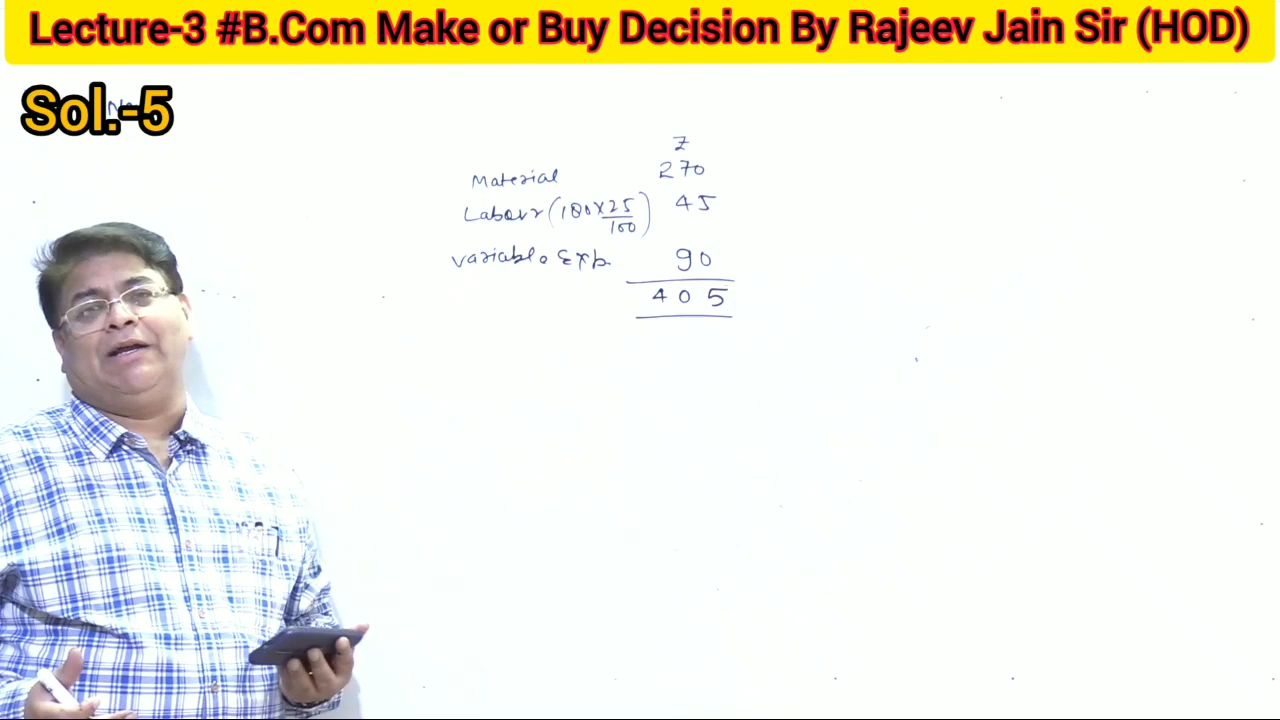 Lecture-3 #B.Com Make or Buy Decision By Rajeev Jain Sir (HOD)
Sol.-5
Z
Material 270
Labour (180 × 25/100) 45
Variable Exp. 90
405